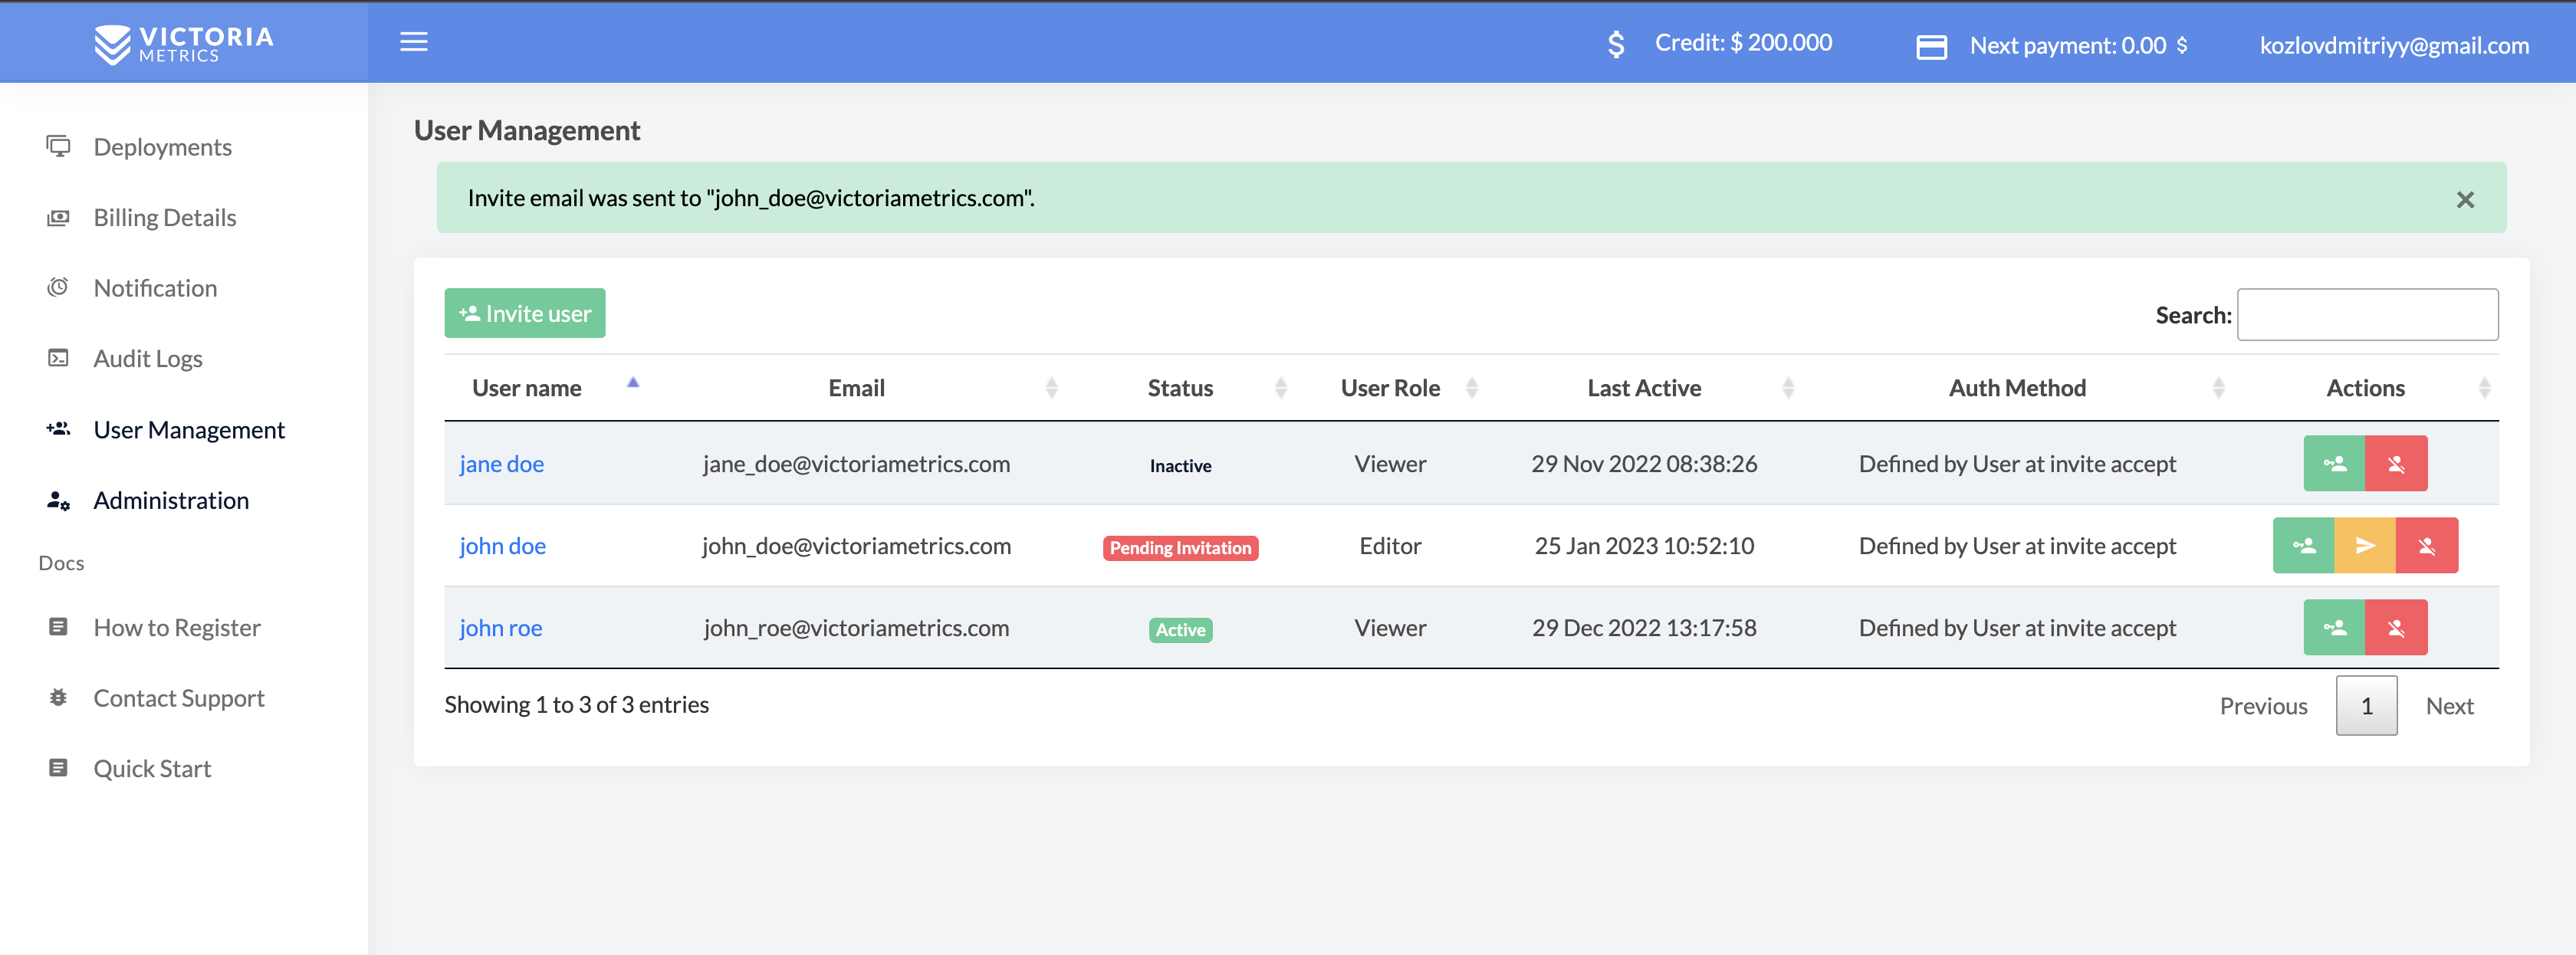 VICTORIA
METRICS
Credit: $ 200.000
Next payment: 0.00 $
kozlovdmitriyy@gmail.com
Deployments
Billing Details
Notification
Audit Logs
User Management
Administration
Docs
How to Register
Contact Support
Quick Start
User Management
Invite email was sent to "john_doe@victoriametrics.com".
Invite user
Search:
User name Email Status User Role Last Active Auth Method Actions
jane doe jane_doe@victoriametrics.com Inactive Viewer 29 Nov 2022 08:38:26 Defined by User at invite accept
john doe john_doe@victoriametrics.com Pending Invitation Editor 25 Jan 2023 10:52:10 Defined by User at invite accept
john roe john_roe@victoriametrics.com Active Viewer 29 Dec 2022 13:17:58 Defined by User at invite accept
Showing 1 to 3 of 3 entries
Previous 1 Next